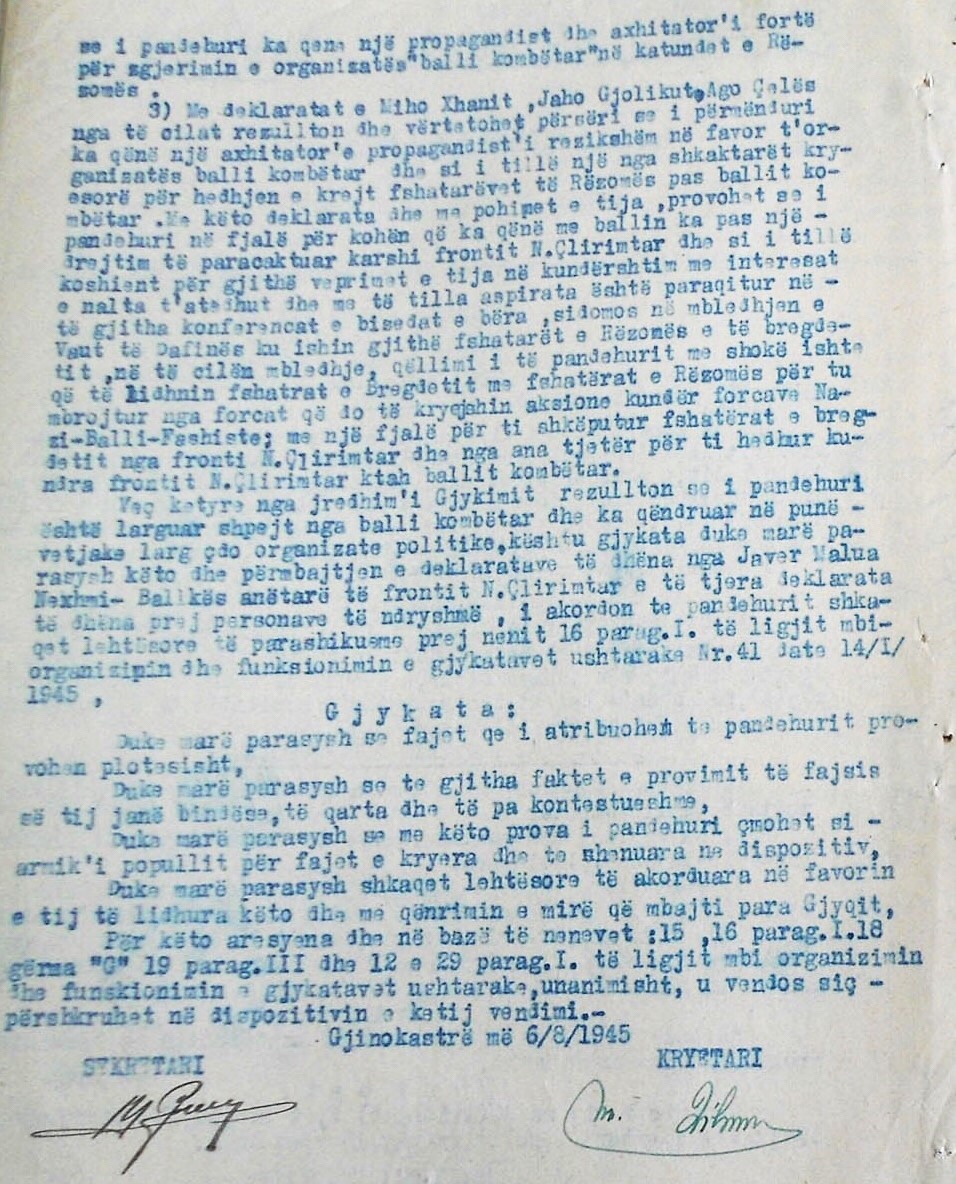 se i pandehuri ka qene një propagandist dhe axhitator'i fortë
për zgjerimin e organizatës"balli kombëtar"në katundet e Rë-
zomës .
3) Me deklaratat e Miho Xhanit ,Jaho Gjolikut,Ago Çelës
nga të cilat rezullton dhe vërtetohet përsëri se i përmënduri
ka qënë një axhitator'e propagandist'i rezikshëm në favor t'or-
ganizatës balli kombëtar dhe si i tillë një nga shkaktarët kry-
esorë për hedhjen e krejt fshatarëvet të Rëzomës pas ballit ko-
mbëtar .Me këto deklarata dhe me pohimet e tija ,provohet se i
pandehuri në fjalë për kohën që ka qënë me ballin ka pas një -
drejtim të paracaktuar karshi frontit N.Çlirimtar dhe si i tillë
koshient për gjithë veprimet e tija në kundërshtim me interesat
e nalta t'atdhut dhe me të tilla aspirata është paraqitur në -
të gjitha konferencat e bisedat e bëra ,sidomos në mbledhjen e
Vaut të Dafinës ku ishin gjithë fshatarët e Rëzomës e të bregde-
tit ,në të cilën mbledhje, qëllimi i të pandehurit me shokë ishte
që të lidhnin fshatrat e Bregdetit me fshatërat e Rëzomës për tu
mbrojtur nga forcat që do të kryejshin aksione kundër forcave Na-
zi-Balli-Fashiste; me një fjalë për ti shkëputur fshatërat e breg-
detit nga fronti N.Çlirimtar dhe nga ana tjetër për ti hedhur ku-
ndra frontit N.Çlirimtar ktah ballit kombëtar.
Veç ketyre nga jredhim'i Gjykimit rezullton se i pandehuri
është larguar shpejt nga balli kombëtar dhe ka qëndruar në punë -
vetjake larg çdo organizate politike,kështu gjykata duke marë pa-
rasysh këto dhe përmbajtjen e deklaratave të dhëna nga Javer Malua
Nexhmi- Ballkës anëtarë të frontit N.Çlirimtar e të tjera deklarata
të dhëna prej personave të ndryshmë , i akordon te pandehurit shka-
qet lehtësore të parashikueme prej nenit 16 parag.I. të ligjit mbi-
organizimin dhe funksionimin e gjykatavet ushtarake Nr.41 date 14/I/
1945 ,
G j y k a t a :
Duke marë parasysh se fajet qe i atribuohen te pandehurit pro-
vohen plotesisht,
Duke marë parasysh se te gjitha faktet e provimit të fajsis
së tij janë bindëse,të qarta dhe të pa kontestueshme,
Duke marë parasysh se me këto prova i pandehuri çmohet si -
armik'i popullit për fajet e kryera dhe te shenuara ne dispozitiv,
Duke marë parasysh shkaqet lehtësore të akorduara në favorin
e tij të lidhura këto dhe me qënrimin e mirë që mbajti para Gjyqit,
Për këto aresyena dhe në bazë të nenevet :15 ,16 parag.I.18
gërma "G" 19 parag.III dhe 12 e 29 parag.I. të ligjit mbi organizimin
dhe funskionimin e gjykatavet ushtarake,unanimisht, u vendos siç -
përshkruhet në dispozitivin e ketij vendimi.-
Gjinokastrë më 6/8/1945
SEKRETARI KRYETARI
M.